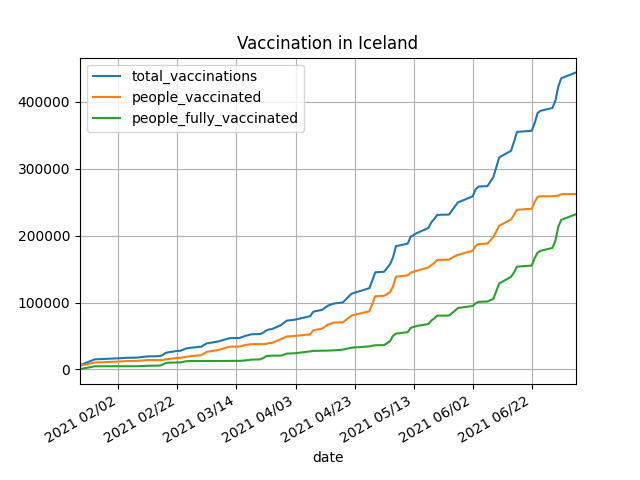 Vaccination in Iceland
total_vaccinations
people_vaccinated
people_fully_vaccinated
400000
300000
200000
100000
0
2021 02/02
2021 02/22
2021 03/14
2021 04/03
2021 04/23
2021 05/13
2021 06/02
2021 06/22
date